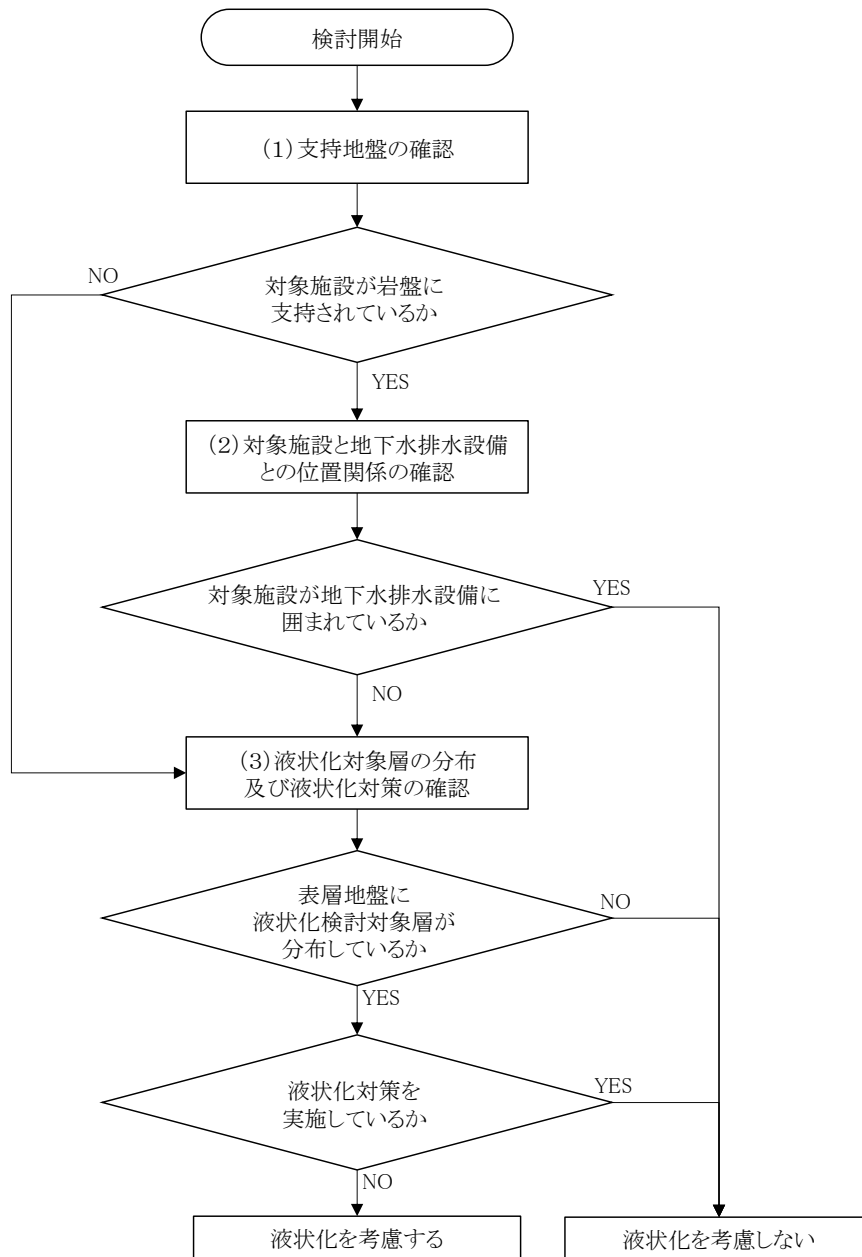 検討開始
(1)支持地盤の確認
NO
対象施設が岩盤に
支持されているか
YES
(2)対象施設と地下水排水設備
との位置関係の確認
対象施設が地下水排水設備に
囲まれているか
YES
NO
(3)液状化対象層の分布
及び液状化対策の確認
表層地盤に
液状化検討対象層が
分布しているか
NO
YES
液状化対策を
実施しているか
YES
NO
液状化を考慮する
液状化を考慮しない